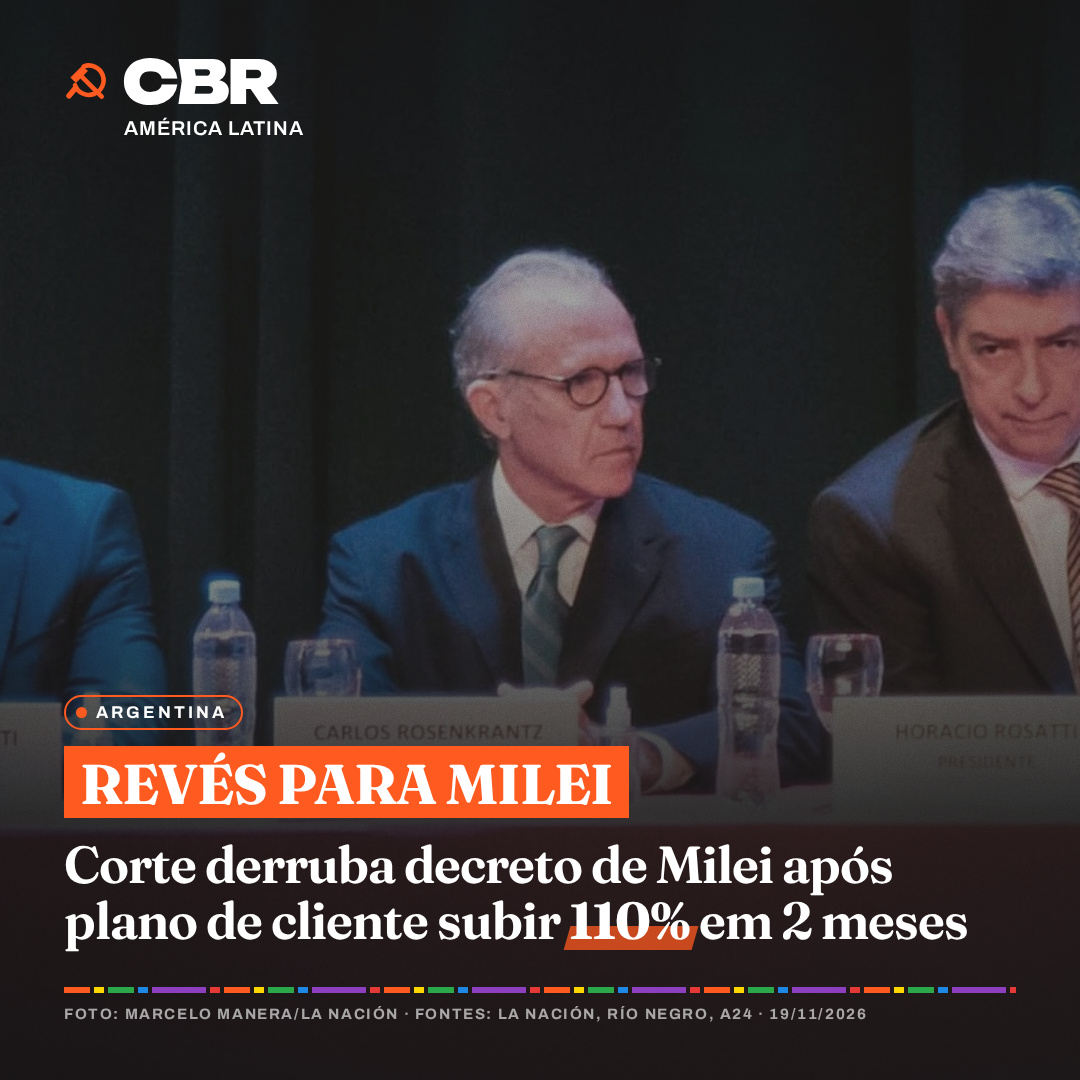 CBR
AMÉRICA LATINA
ARGENTINA
TI
CARLOS ROSENKRANTZ
HORACIO ROSATTI
PRESIDENTE
REVÉS PARA MILEI
Corte derruba decreto de Milei após
plano de cliente subir 110% em 2 meses
FOTO: MARCELO MANERA/LA NACIÓN · FONTES: LA NACIÓN, RÍO NEGRO, A24 · 19/11/2026